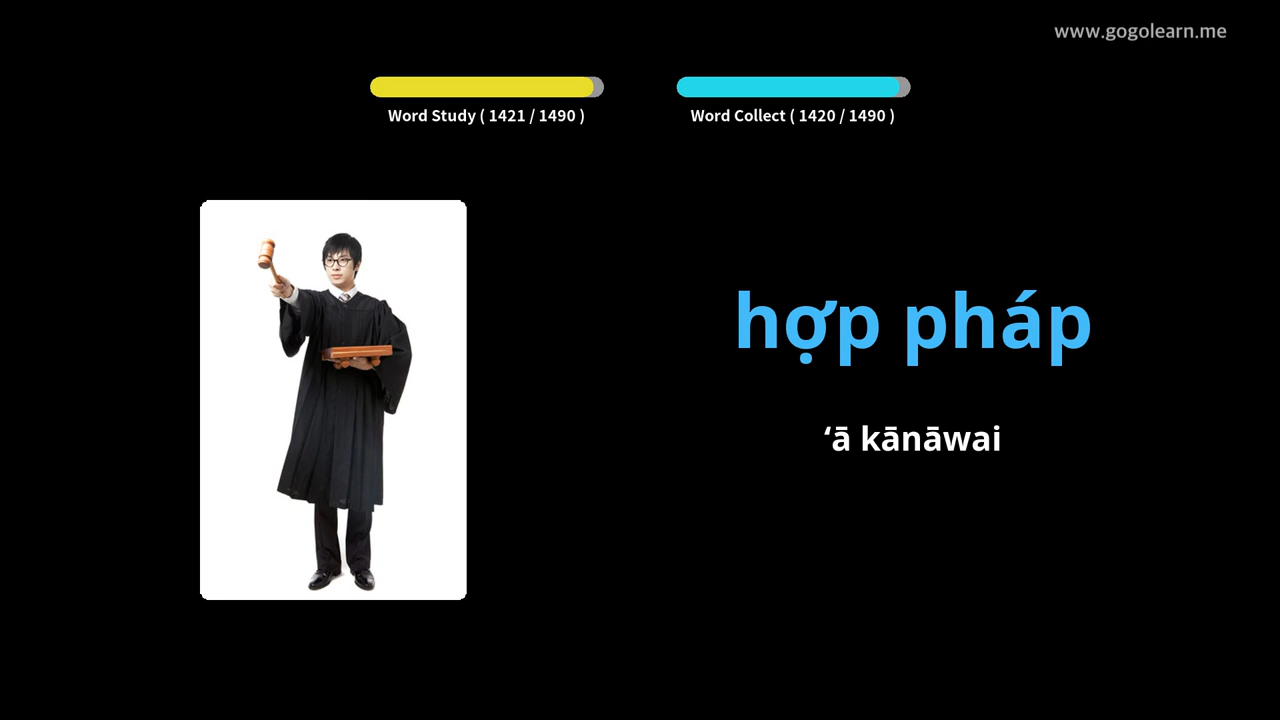 www.gogolearn.me
Word Study ( 1421 / 1490 )
Word Collect ( 1420 / 1490 )
hợp pháp
ʻā kānāwai